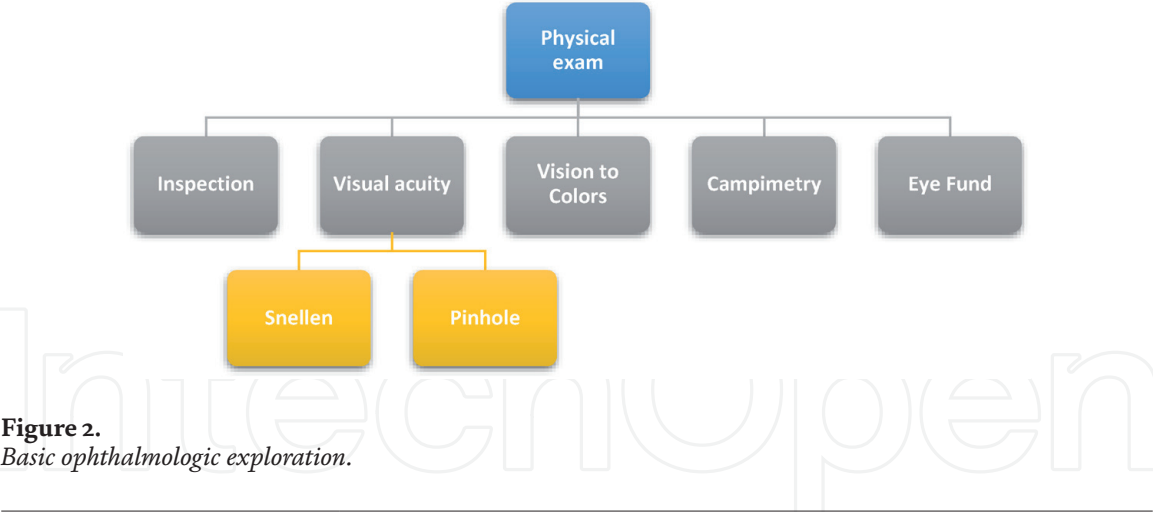 Physical
exam
Inspection
Visual acuity
Vision to
Colors
Campimetry
Eye Fund
Snellen
Pinhole
IntechOpen
Figure 2.
Basic ophthalmologic exploration.